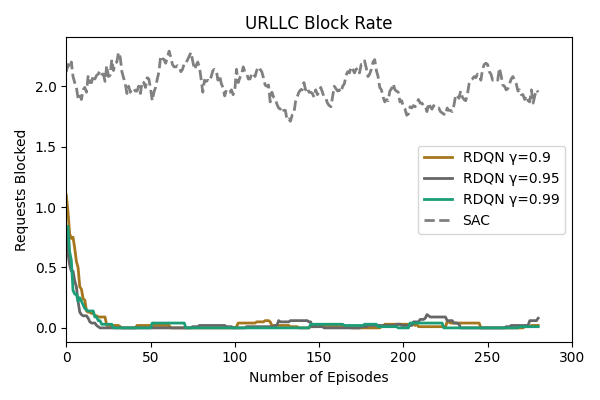 URLLC Block Rate
Requests Blocked
2.0
1.5
1.0
0.5
0.0
RDQN γ=0.9
RDQN γ=0.95
RDQN γ=0.99
SAC
0 50 100 150 200 250 300
Number of Episodes